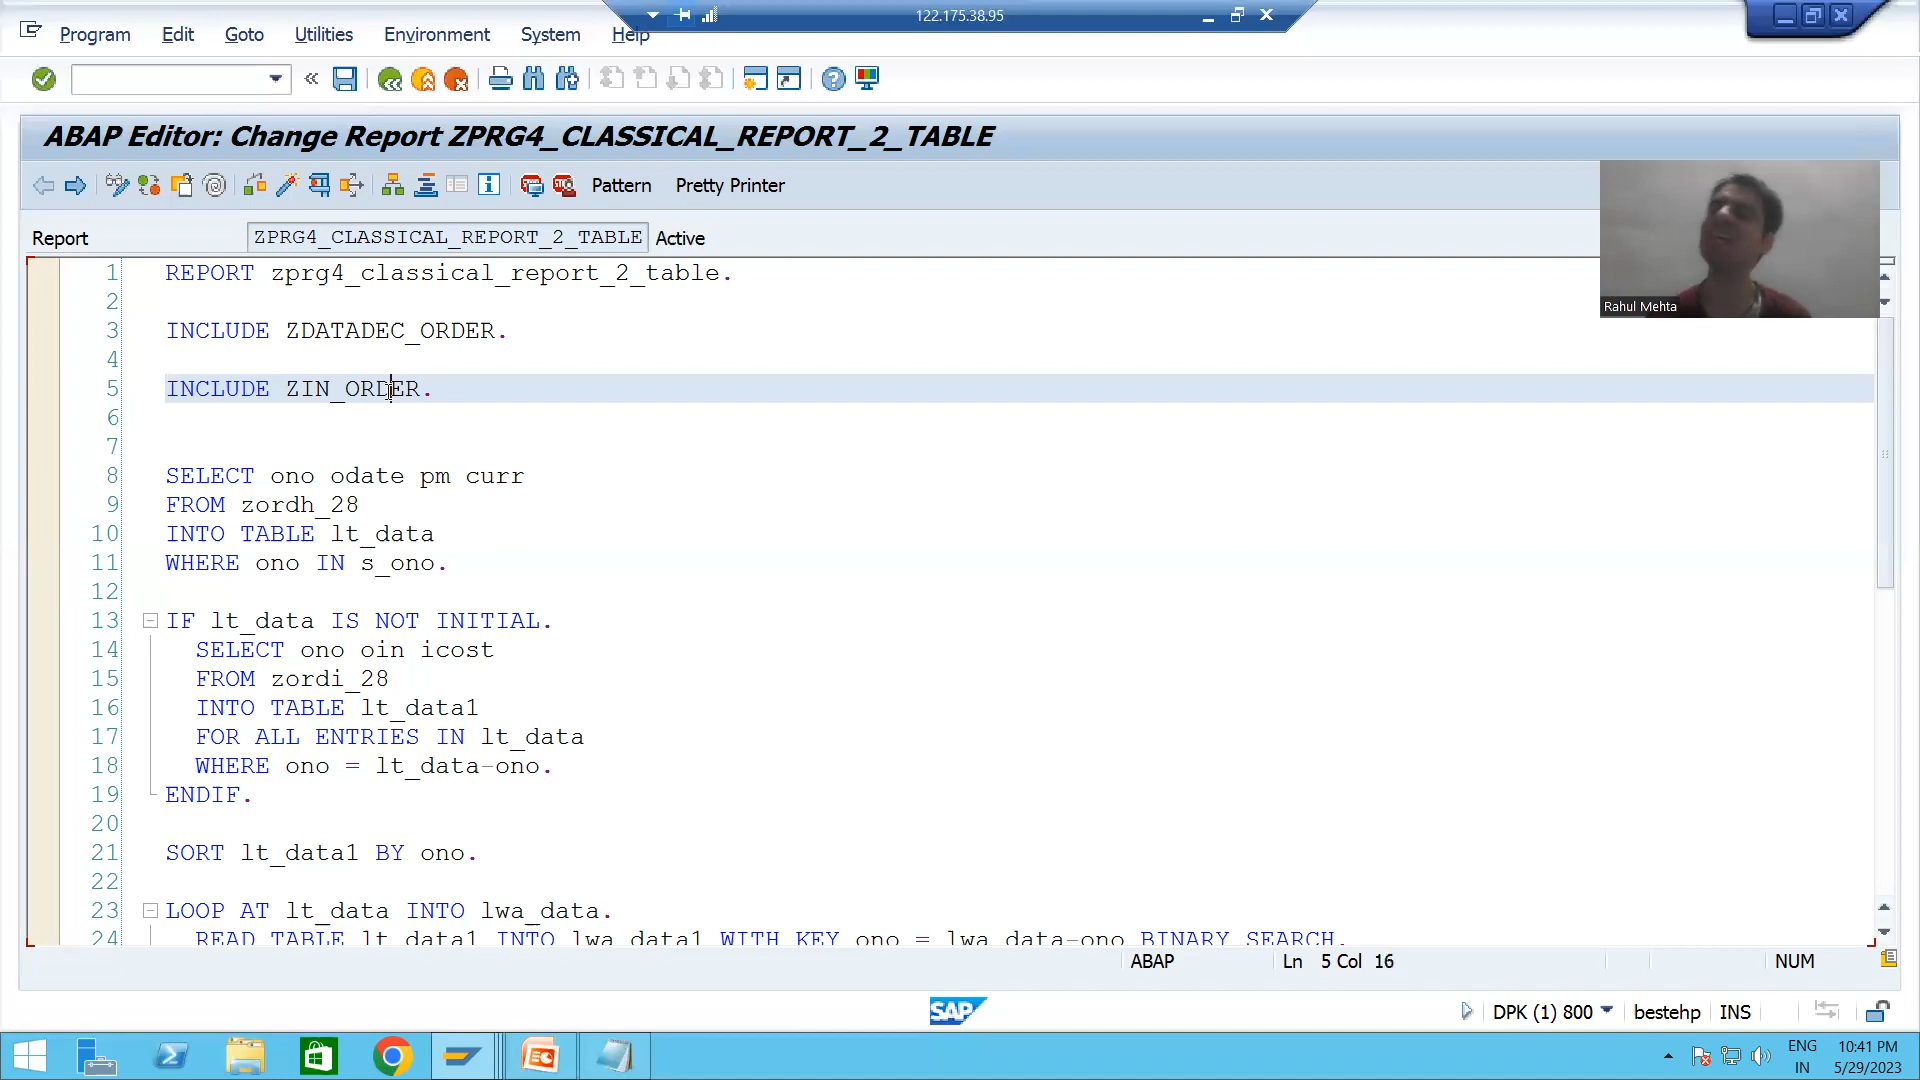 122.175.38.95
Program Edit Goto Utilities Environment System Help
ABAP Editor: Change Report ZPRG4_CLASSICAL_REPORT_2_TABLE
Pattern Pretty Printer
Report ZPRG4_CLASSICAL_REPORT_2_TABLE Active
Rahul Mehta
1 REPORT zprg4_classical_report_2_table.
2
3 INCLUDE ZDATADEC_ORDER.
4
5 INCLUDE ZIN_ORDER.
6
7
8 SELECT ono odate pm curr
9 FROM zordh_28
10 INTO TABLE lt_data
11 WHERE ono IN s_ono.
12
13 IF lt_data IS NOT INITIAL.
14 SELECT ono oin icost
15 FROM zordi_28
16 INTO TABLE lt_data1
17 FOR ALL ENTRIES IN lt_data
18 WHERE ono = lt_data-ono.
19 ENDIF.
20
21 SORT lt_data1 BY ono.
22
23 LOOP AT lt_data INTO lwa_data.
24 READ TABLE lt_data1 INTO lwa_data1 WITH KEY ono = lwa_data-ono BINARY SEARCH.
ABAP Ln 5 Col 16 NUM
SAP DPK (1) 800 bestehp INS
ENG 10:41 PM
IN 5/29/2023